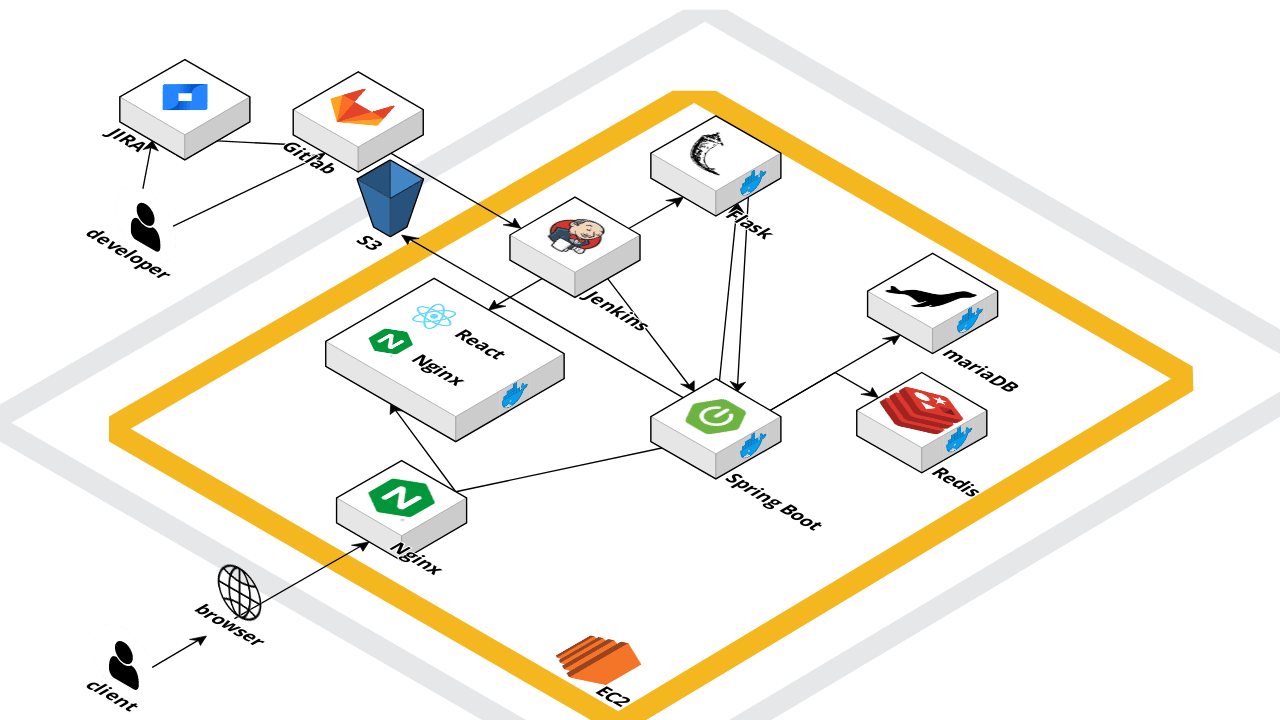 JIRA
Gitlab
developer
S3
Flask
Jenkins
React
Nginx
mariaDB
Redis
Spring Boot
Nginx
browser
client
EC2